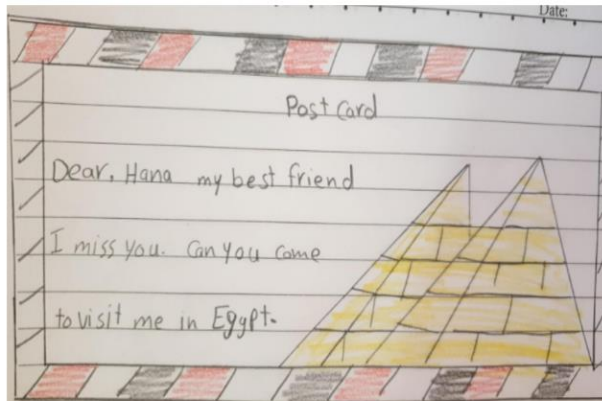 Date:
Post Card
Dear, Hana my best friend
I miss you. Can you come
to visit me in Egypt.